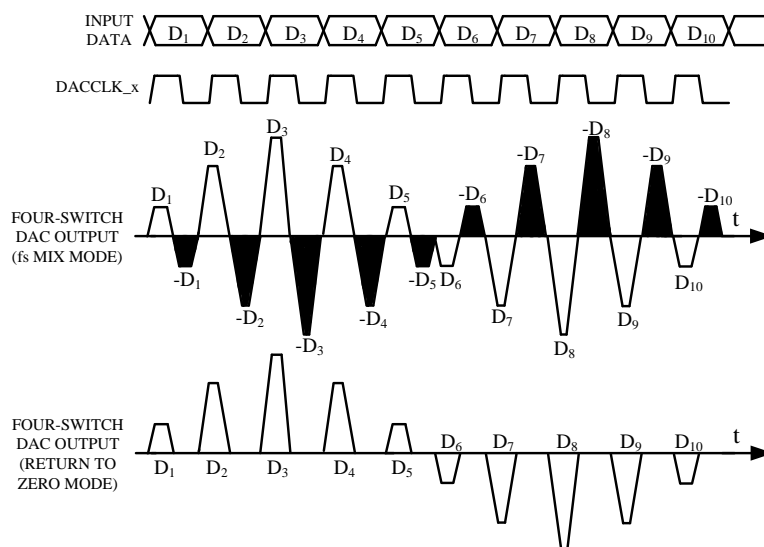 INPUT
DATA
D₁ D₂ D₃ D₄ D₅ D₆ D₇ D₈ D₉ D₁₀
DACCLK_x
FOUR-SWITCH
DAC OUTPUT
(fs MIX MODE)
D₁ D₂ D₃ D₄ D₅ -D₆ -D₇ -D₈ -D₉ -D₁₀ t
-D₁ -D₂ -D₃ -D₄ -D₅ D₆ D₇ D₈ D₉ D₁₀
FOUR-SWITCH
DAC OUTPUT
(RETURN TO
ZERO MODE)
D₆ D₇ D₈ D₉ D₁₀ t
D₁ D₂ D₃ D₄ D₅